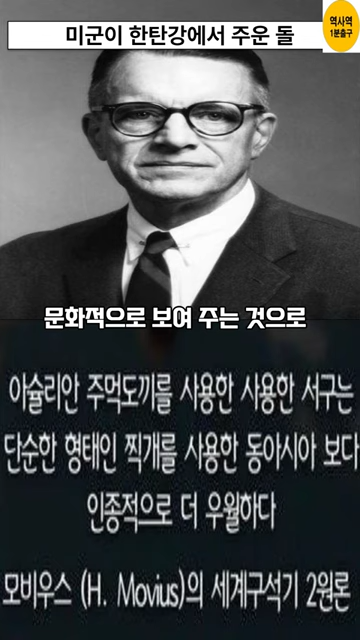 미군이 한탄강에서 주운 돌
역사역
1분출구
문화적으로 보여 주는 것으로
아슐리안 주먹도끼를 사용한 사용한 서구는
단순한 형태인 찍개를 사용한 동아시아 보다
인종적으로 더 우월하다
모비우스 (H. Movius)의 세계구석기 2원론